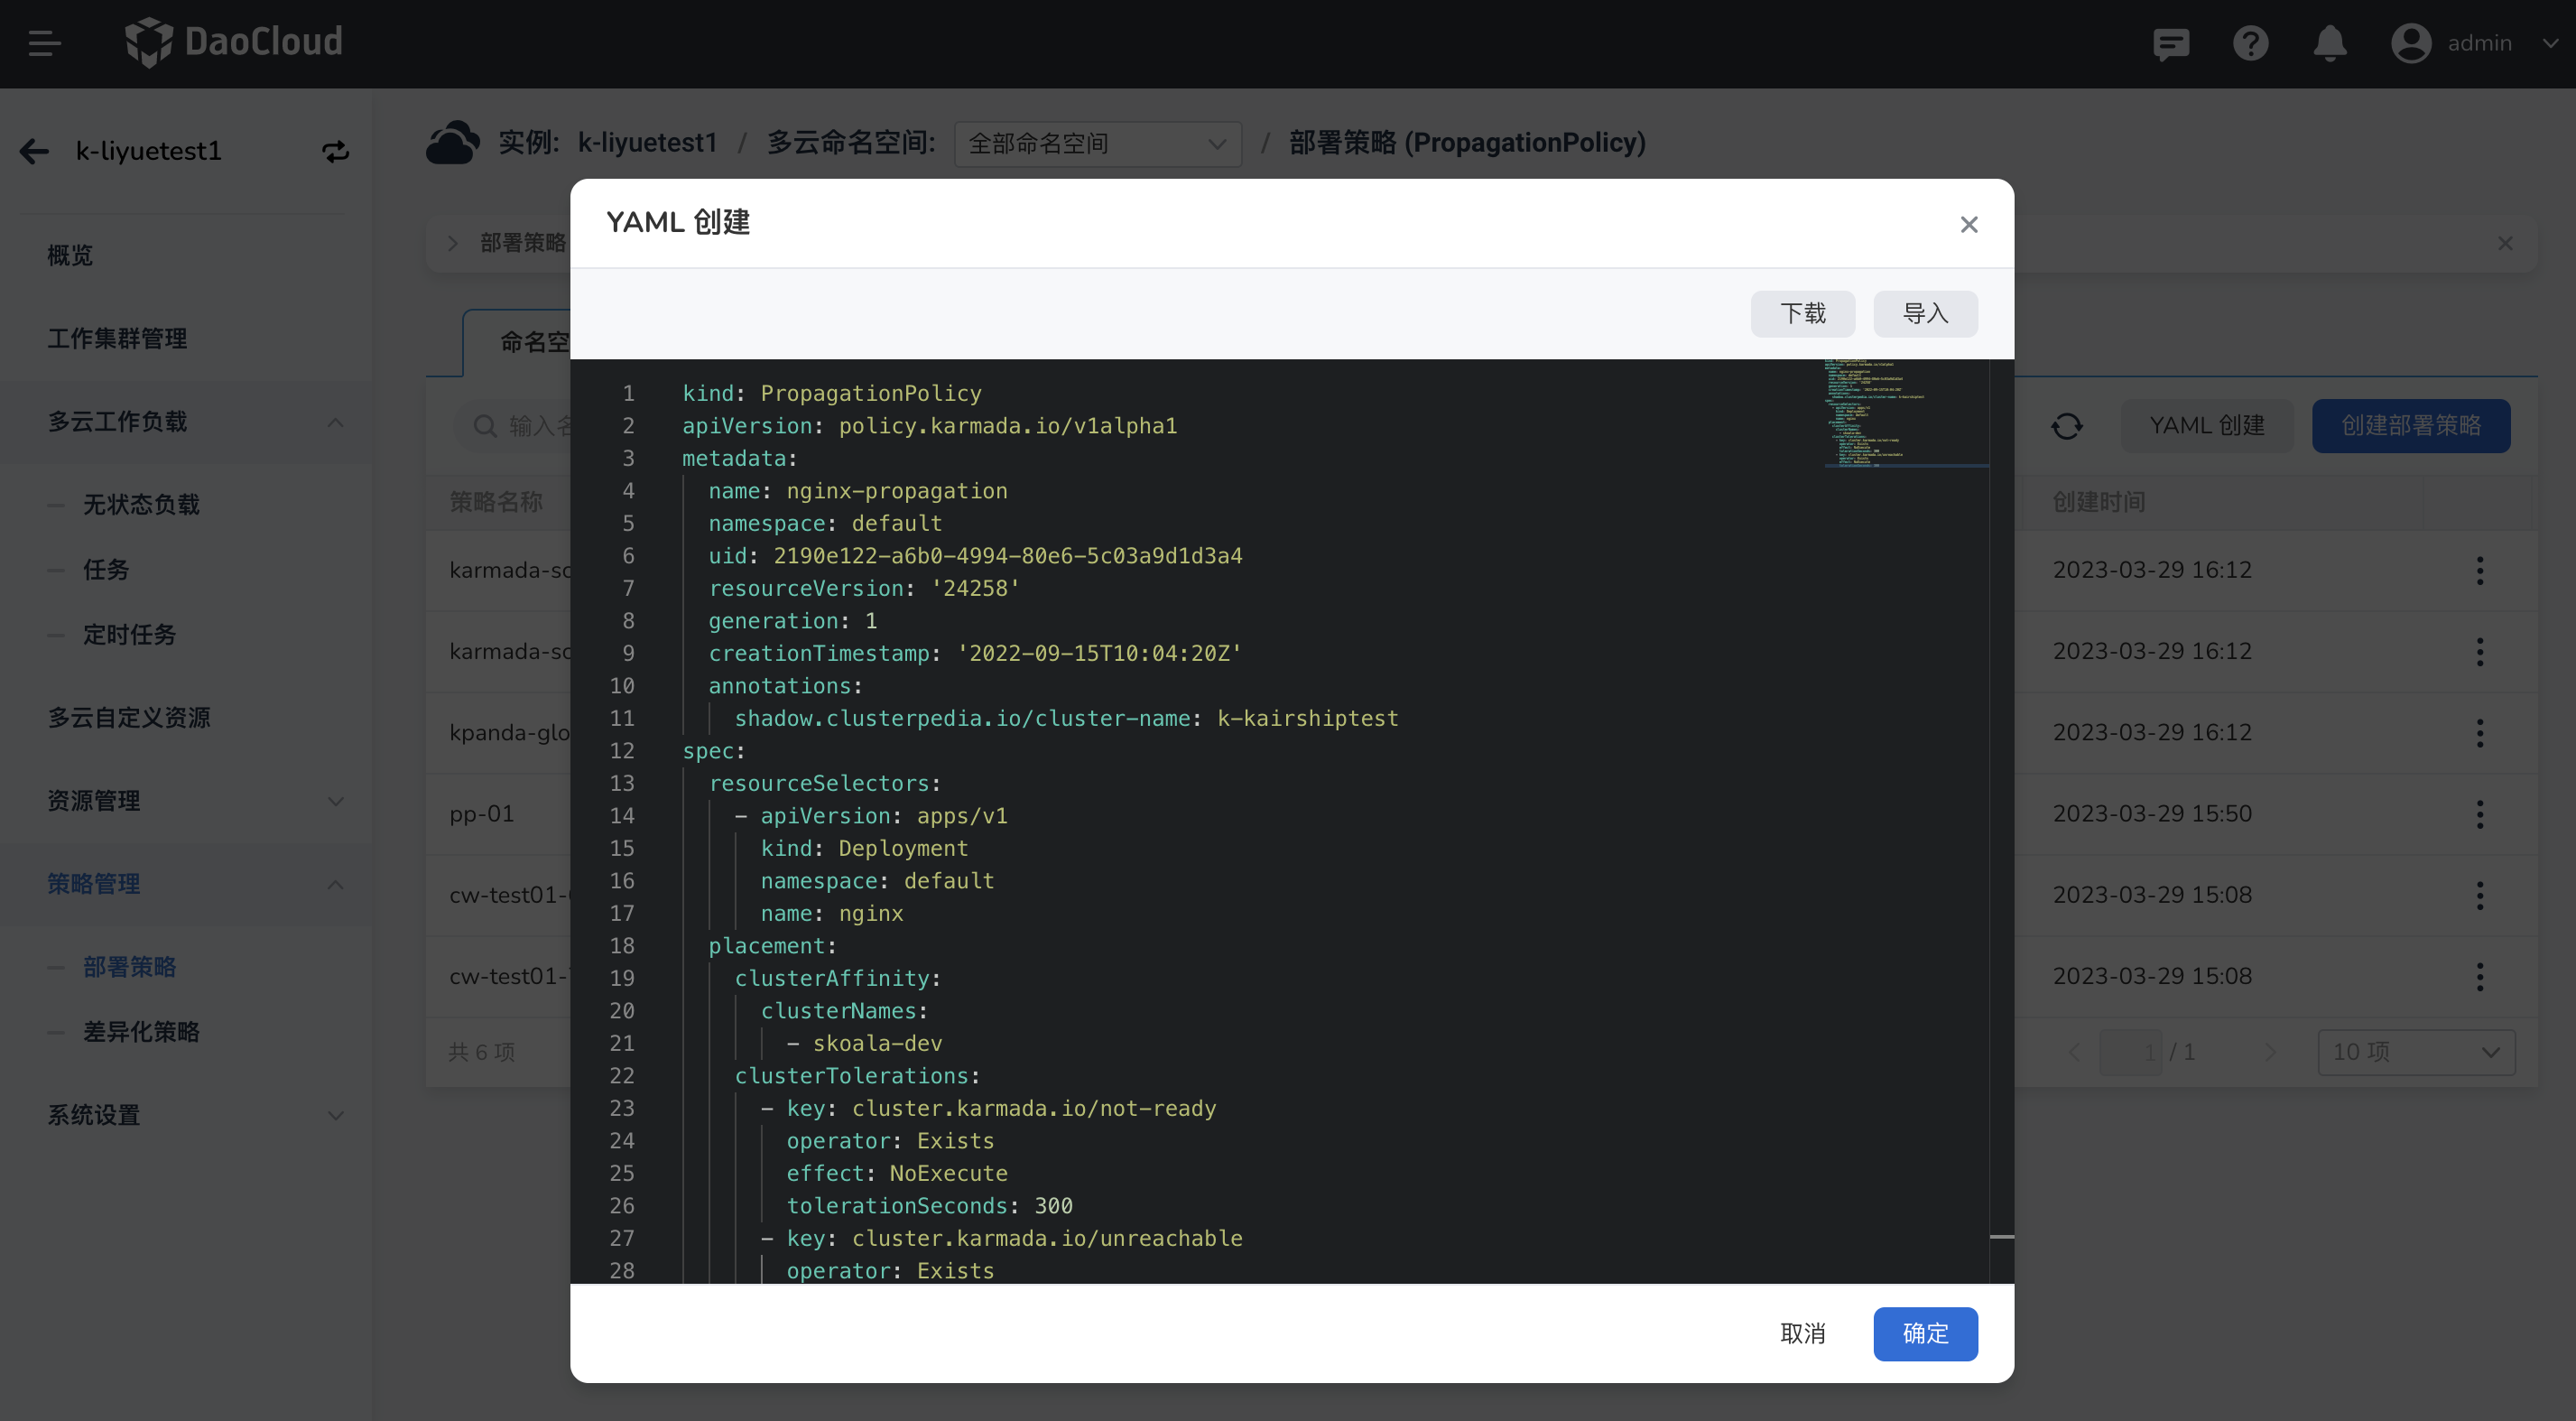 DaoCloud
admin
k-liyuetest1
实例: k-liyuetest1 / 多云命名空间: 全部命名空间 / 部署策略 (PropagationPolicy)
概览
工作集群管理
多云工作负载
无状态负载
任务
定时任务
多云自定义资源
资源管理
策略管理
部署策略
差异化策略
系统设置
部署策略
命名空
输入名
YAML 创建
创建部署策略
策略名称
创建时间
karmada-sc
2023-03-29 16:12
karmada-sc
2023-03-29 16:12
kpanda-glo
2023-03-29 16:12
pp-01
2023-03-29 15:50
cw-test01-
2023-03-29 15:08
cw-test01-
2023-03-29 15:08
共 6 项
1 / 1
10 项
YAML 创建
下载
导入
1 kind: PropagationPolicy
2 apiVersion: policy.karmada.io/v1alpha1
3 metadata:
4 name: nginx-propagation
5 namespace: default
6 uid: 2190e122-a6b0-4994-80e6-5c03a9d1d3a4
7 resourceVersion: '24258'
8 generation: 1
9 creationTimestamp: '2022-09-15T10:04:20Z'
10 annotations:
11 shadow.clusterpedia.io/cluster-name: k-kairshiptest
12 spec:
13 resourceSelectors:
14 - apiVersion: apps/v1
15 kind: Deployment
16 namespace: default
17 name: nginx
18 placement:
19 clusterAffinity:
20 clusterNames:
21 - skoala-dev
22 clusterTolerations:
23 - key: cluster.karmada.io/not-ready
24 operator: Exists
25 effect: NoExecute
26 tolerationSeconds: 300
27 - key: cluster.karmada.io/unreachable
28 operator: Exists
取消
确定